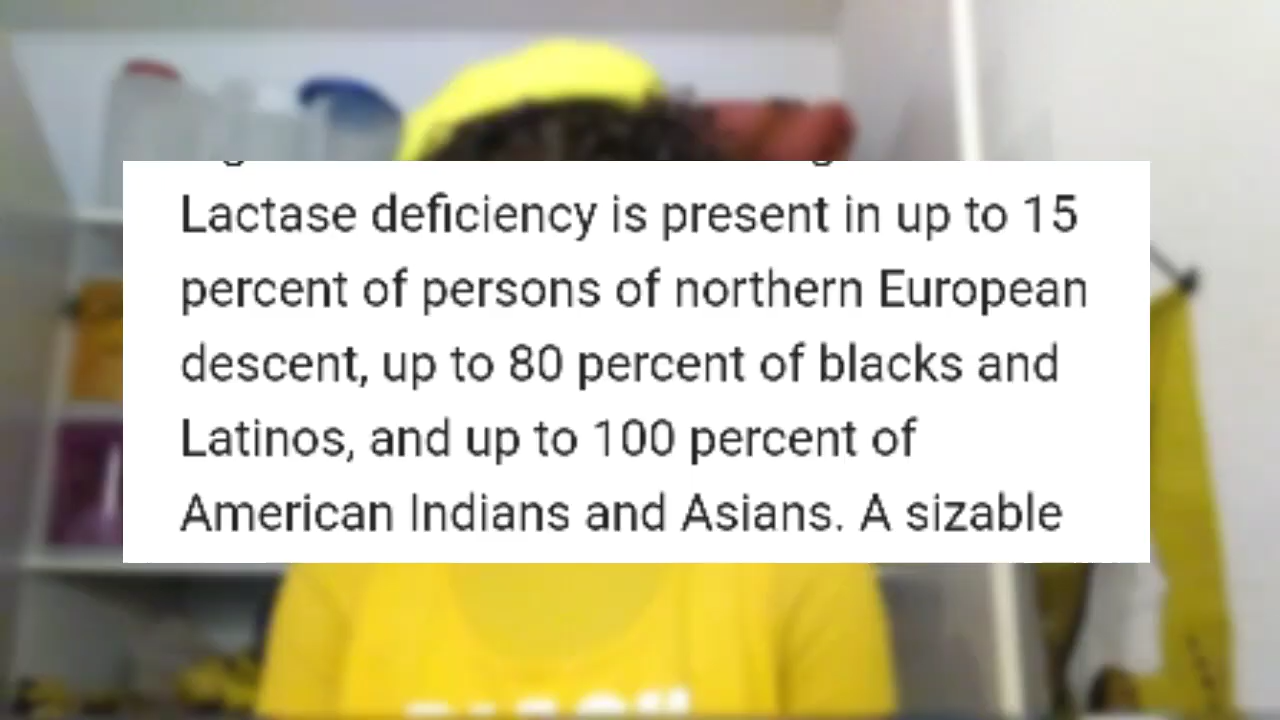 Lactase deficiency is present in up to 15
percent of persons of northern European
descent, up to 80 percent of blacks and
Latinos, and up to 100 percent of
American Indians and Asians. A sizable